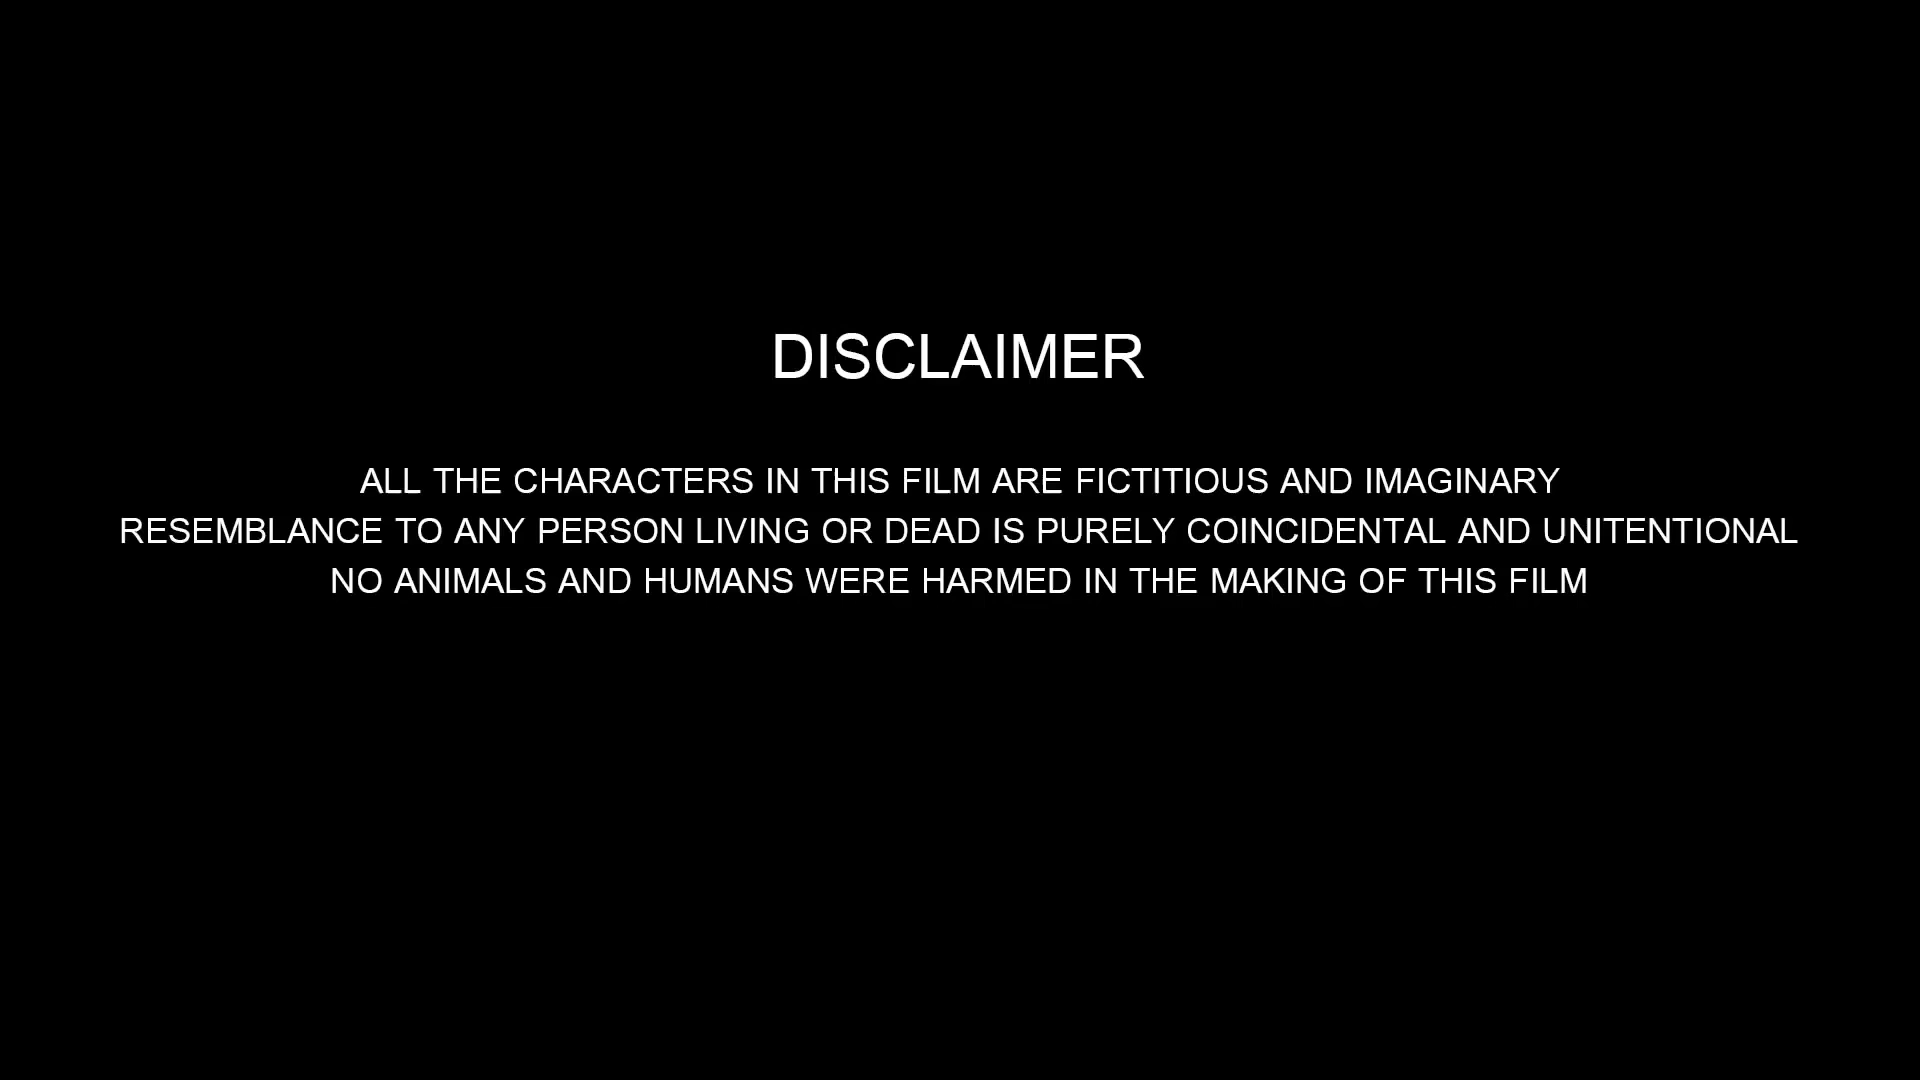 DISCLAIMER
ALL THE CHARACTERS IN THIS FILM ARE FICTITIOUS AND IMAGINARY
RESEMBLANCE TO ANY PERSON LIVING OR DEAD IS PURELY COINCIDENTAL AND UNITENTIONAL
NO ANIMALS AND HUMANS WERE HARMED IN THE MAKING OF THIS FILM